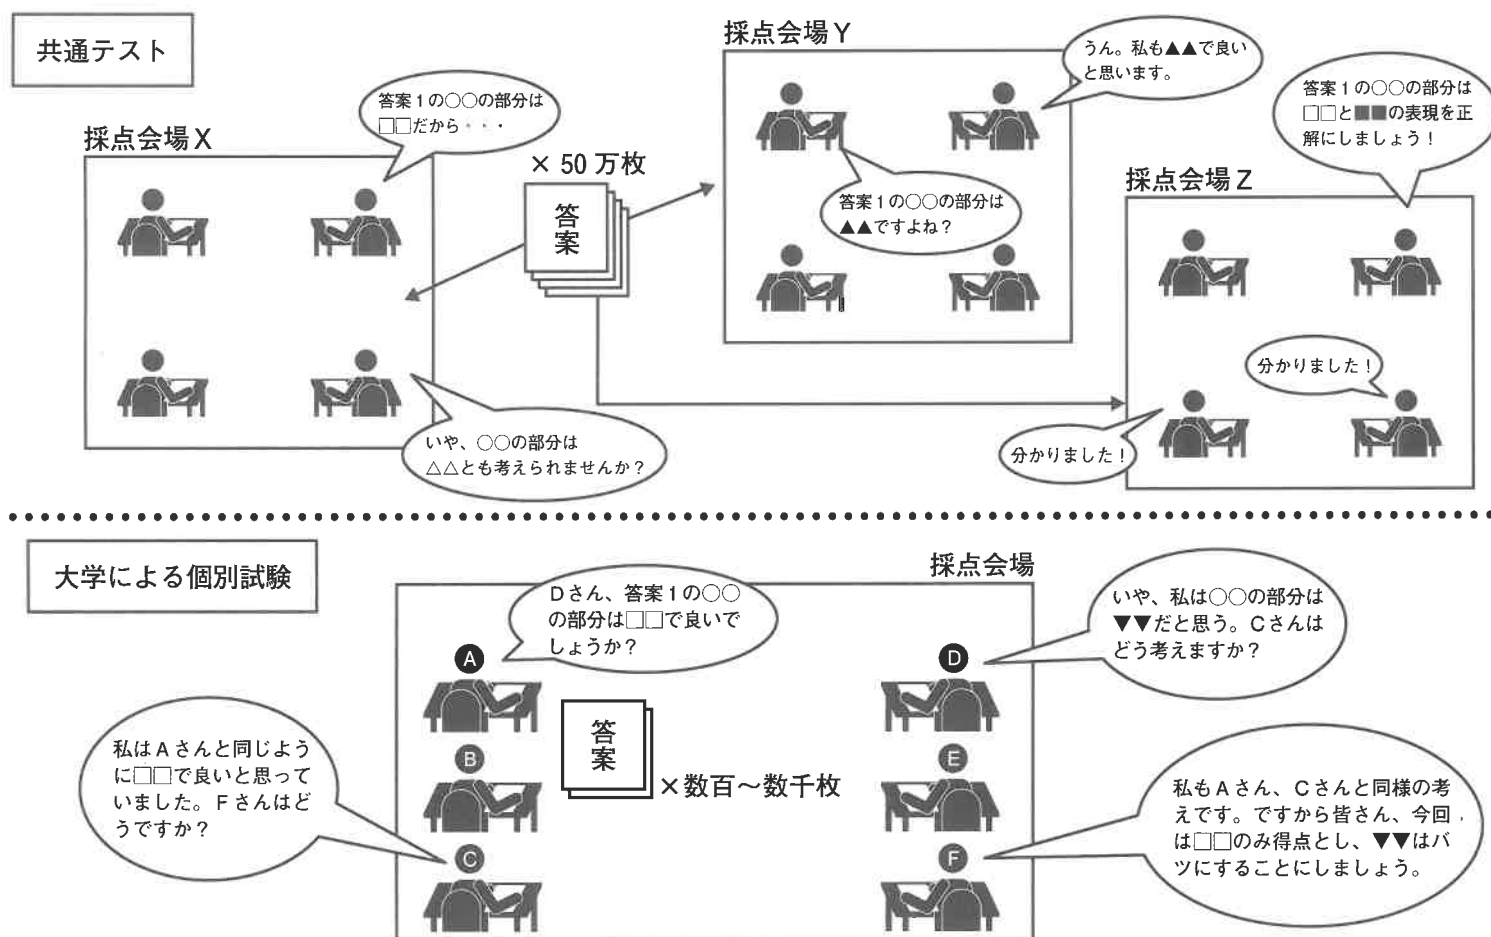 共通テスト
採点会場X
答案1の○○の部分は
□□だから・・・
いや、○○の部分は
△△とも考えられませんか?
× 50 万枚
答
案
採点会場Y
うん。私も▲▲で良い
と思います。
答案1の○○の部分は
▲▲ですよね?
採点会場Z
答案1の○○の部分は
□□と■■の表現を正
解にしましょう!
分かりました!
分かりました!
大学による個別試験
採点会場
Dさん、答案1の○○
の部分は□□で良いで
しょうか?
いや、私は○○の部分は
▼▼だと思う。Cさんは
どう考えますか?
私はAさんと同じよう
に□□で良いと思って
いました。Fさんはど
うですか?
私もAさん、Cさんと同様の考
えです。ですから皆さん、今回
は□□のみ得点とし、▼▼はバ
ツにすることにしましょう。
A
B
C
D
E
F
答
案
×数百~数千枚